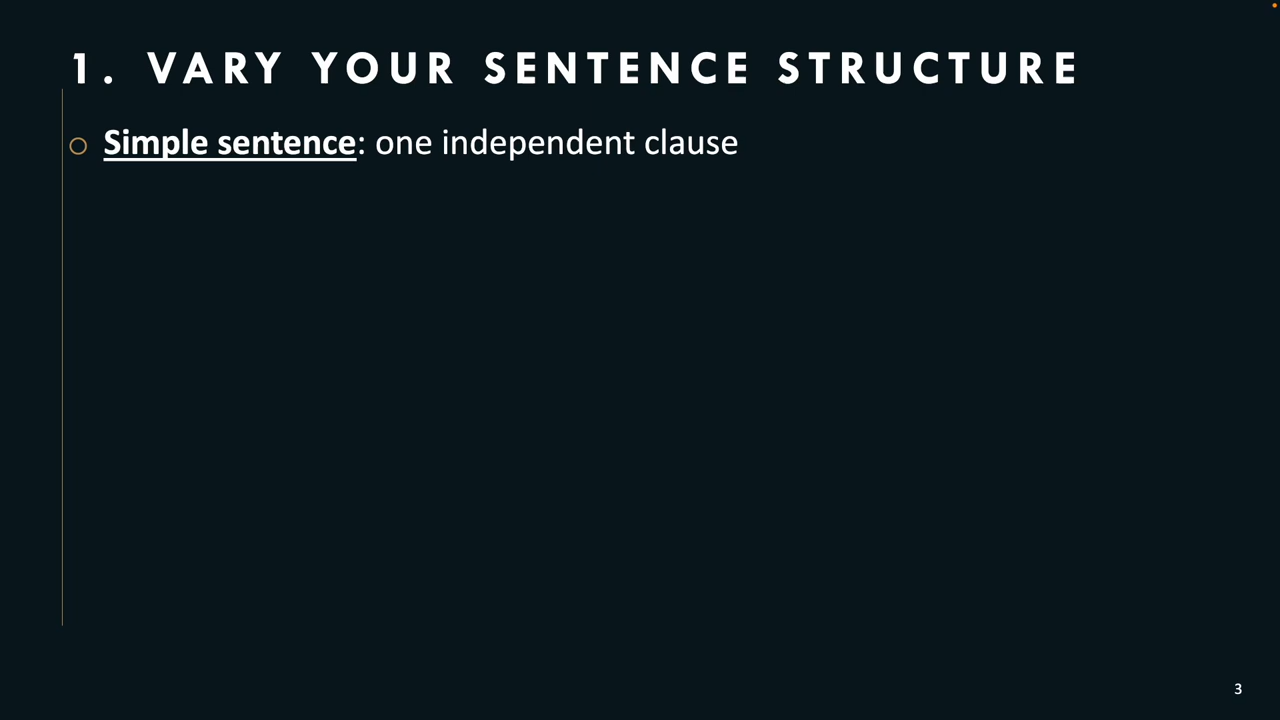 1. VARY YOUR SENTENCE STRUCTURE
Simple sentence: one independent clause
3